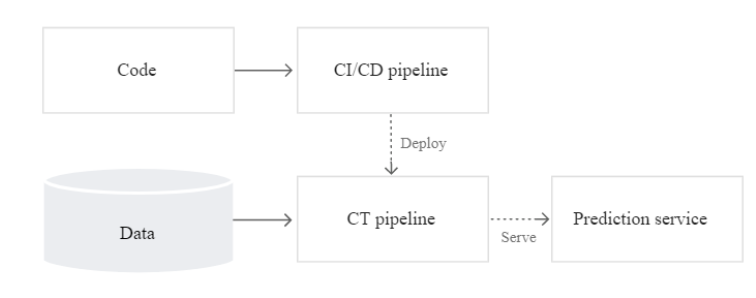 Code
CI/CD pipeline
Deploy
Data
CT pipeline
Serve
Prediction service